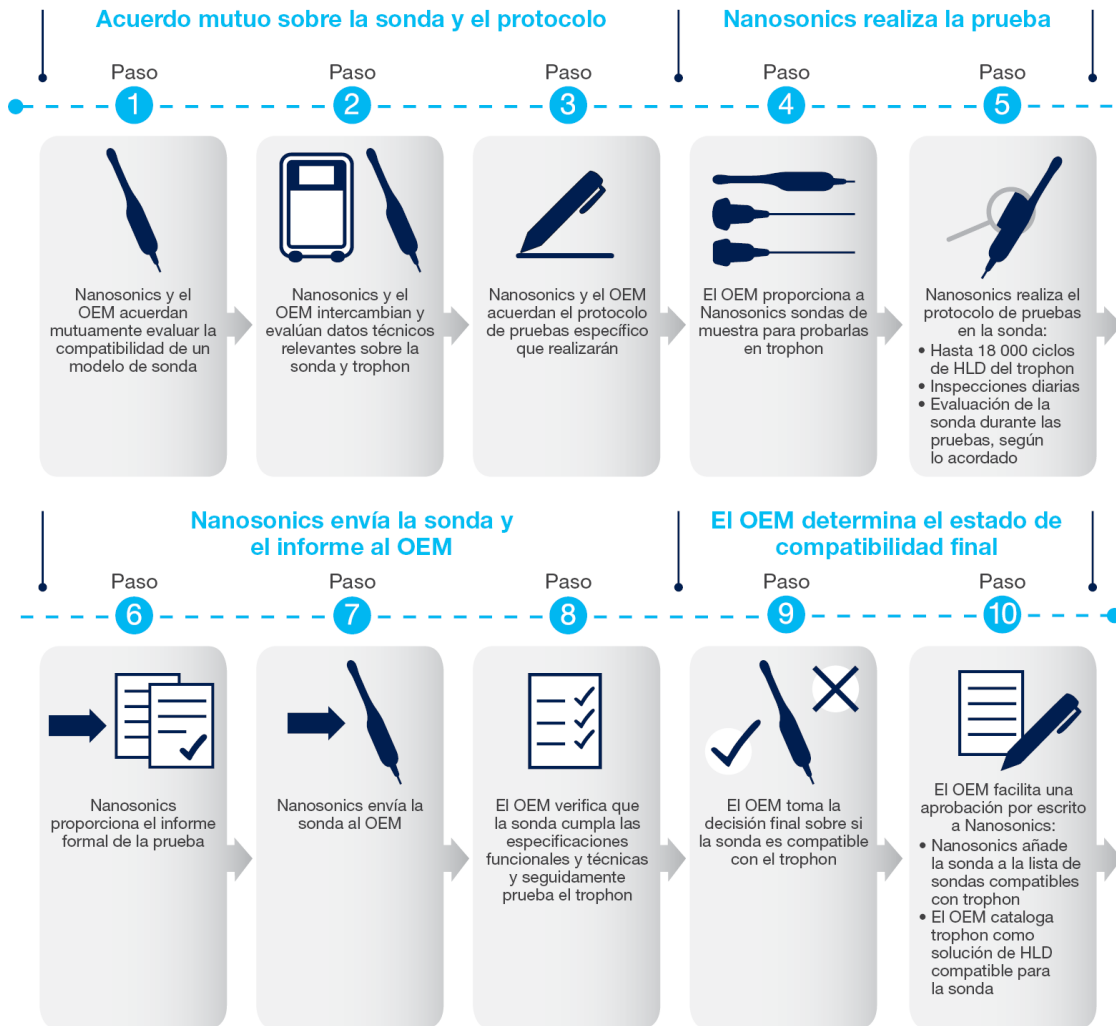 Acuerdo mutuo sobre la sonda y el protocolo
Nanosonics realiza la prueba
Paso
1
Paso
2
Paso
3
Paso
4
Paso
5
Nanosonics y el
OEM acuerdan
mutuamente evaluar la
compatibilidad de un
modelo de sonda
Nanosonics y el
OEM intercambian y
evalúan datos técnicos
relevantes sobre la
sonda y trophon
Nanosonics y el OEM
acuerdan el protocolo
de pruebas específico
que realizarán
El OEM proporciona a
Nanosonics sondas de
muestra para probarlas
en trophon
Nanosonics realiza el
protocolo de pruebas
en la sonda:
• Hasta 18 000 ciclos
de HLD del trophon
• Inspecciones diarias
• Evaluación de la
sonda durante las
pruebas, según
lo acordado
Nanosonics envía la sonda y
el informe al OEM
El OEM determina el estado de
compatibilidad final
Paso
6
Paso
7
Paso
8
Paso
9
Paso
10
Nanosonics
proporciona el informe
formal de la prueba
Nanosonics envía la
sonda al OEM
El OEM verifica que
la sonda cumpla las
especificaciones
funcionales y técnicas
y seguidamente
prueba el trophon
El OEM toma la
decisión final sobre si
la sonda es compatible
con el trophon
El OEM facilita una
aprobación por escrito
a Nanosonics:
• Nanosonics añade
la sonda a la lista de
sondas compatibles
con trophon
• El OEM cataloga
trophon como
solución de HLD
compatible para
la sonda